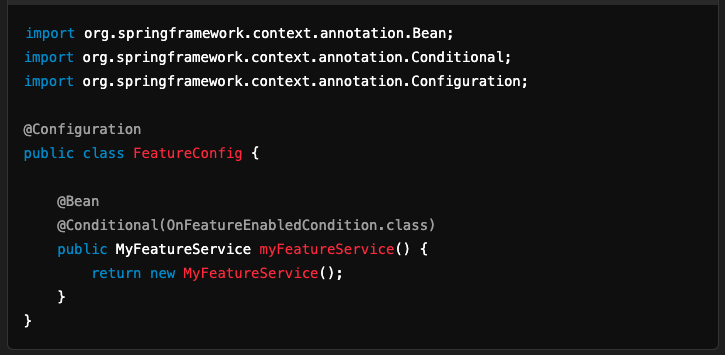 import org.springframework.context.annotation.Bean;
import org.springframework.context.annotation.Conditional;
import org.springframework.context.annotation.Configuration;
@Configuration
public class FeatureConfig {
@Bean
@Conditional(OnFeatureEnabledCondition.class)
public MyFeatureService myFeatureService() {
return new MyFeatureService();
}
}